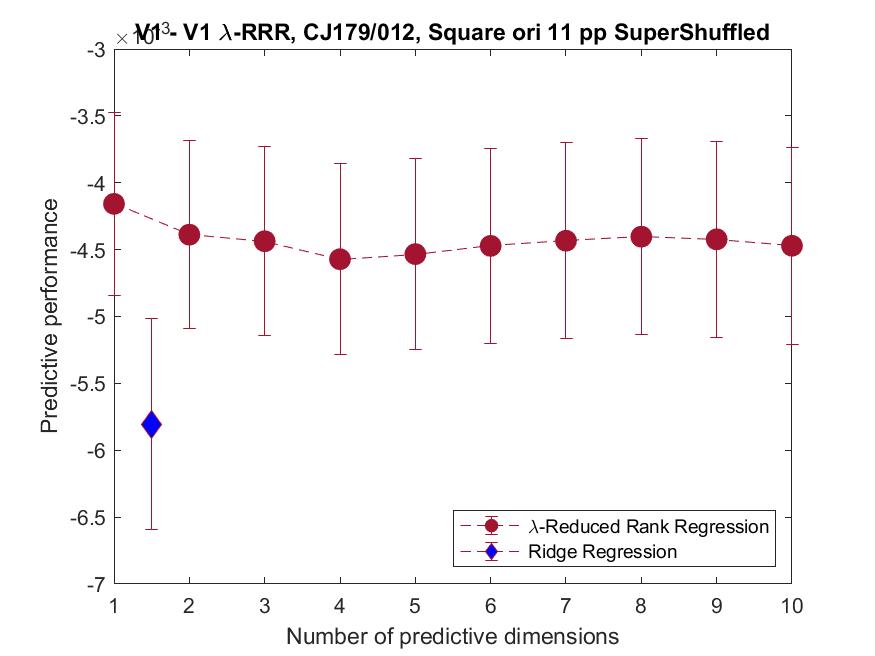 V1 - V1 λ-RRR, CJ179/012, Square ori 11 pp SuperShuffled
-3
-3.5
-4
-4.5
-5
-5.5
-6
-6.5
-7
Predictive performance
1 2 3 4 5 6 7 8 9 10
Number of predictive dimensions
λ-Reduced Rank Regression
Ridge Regression